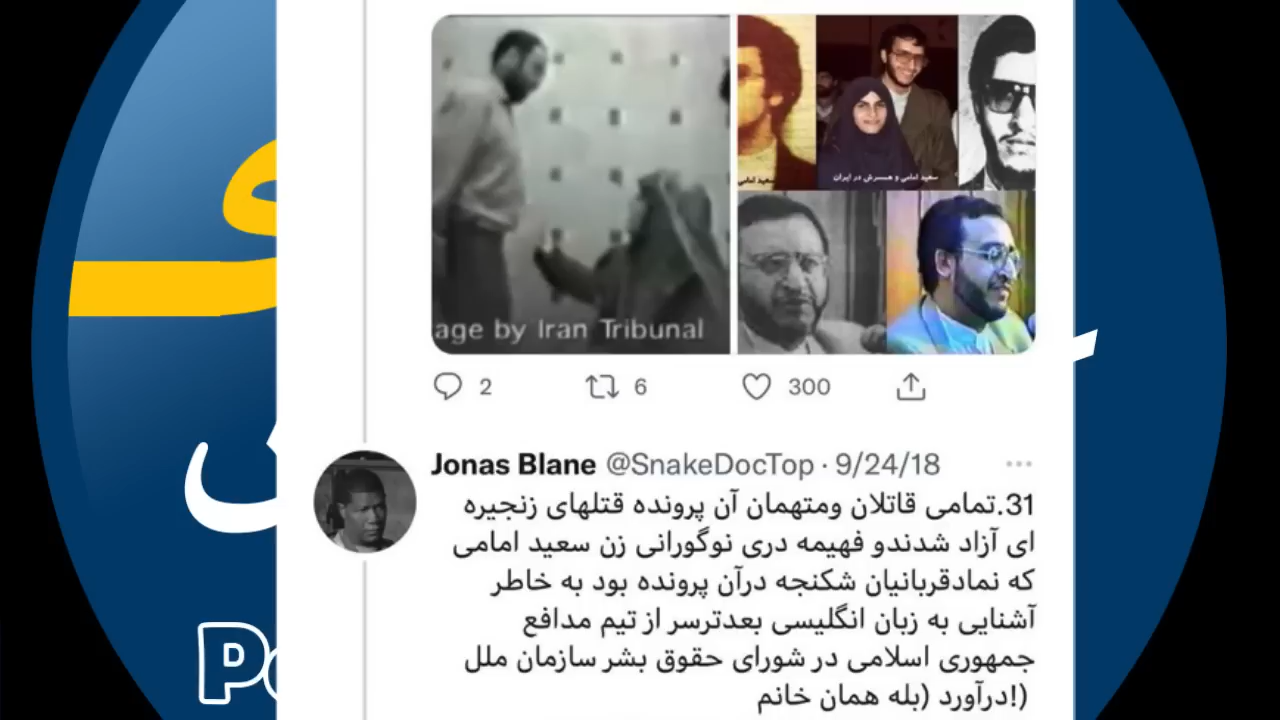 سعید امامی
سعید امامی و همسرش در ایران
age by Iran Tribunal
2 6 300
Jonas Blane @SnakeDocTop · 9/24/18
31.تمامی قاتلان ومتهمان آن پرونده قتلهای زنجیره
ای آزاد شدندو فهیمه دری نوگورانی زن سعید امامی
که نمادقربانیان شکنجه درآن پرونده بود به خاطر
آشنایی به زبان انگلیسی بعدترسر از تیم مدافع
جمهوری اسلامی در شورای حقوق بشر سازمان ملل
درآورد (بله همان خانم!)